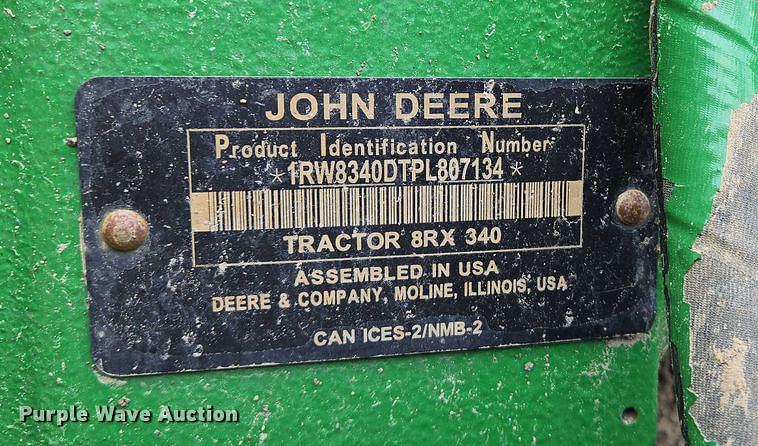 JOHN DEERE
Product Identification Number
*1RW8340DTPL807134*
TRACTOR 8RX 340
ASSEMBLED IN USA
DEERE & COMPANY, MOLINE, ILLINOIS, USA
CAN ICES-2/NMB-2
Purple Wave Auction